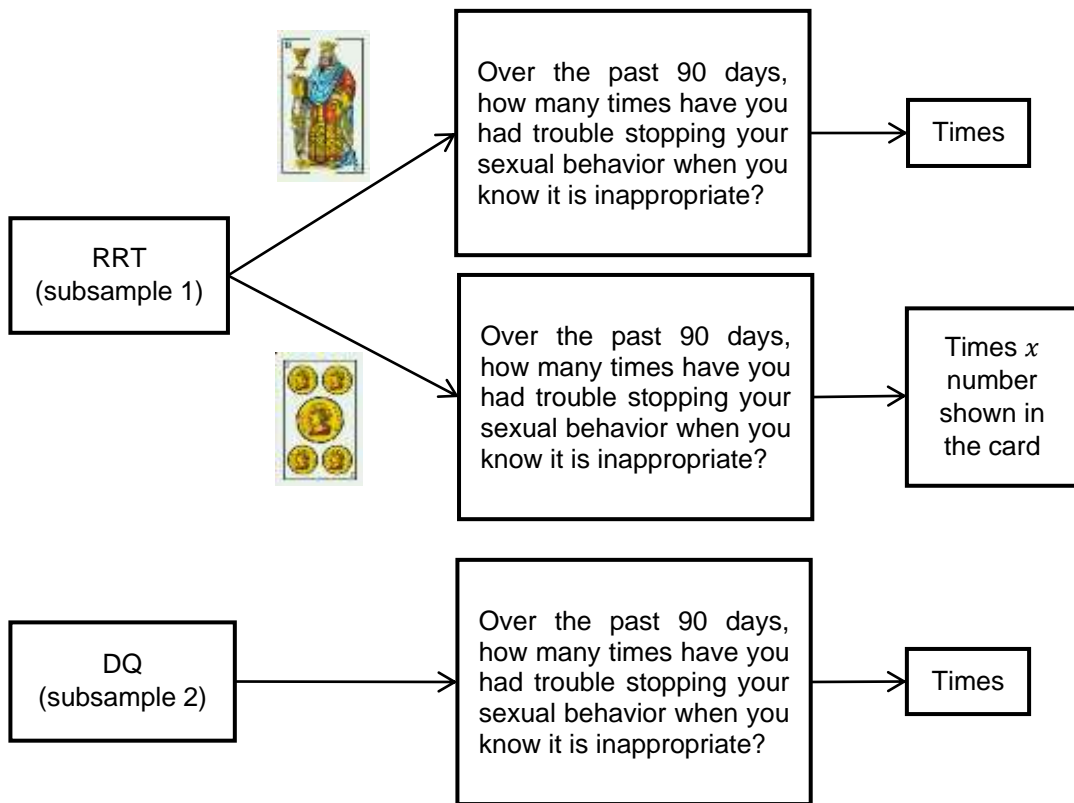 Over the past 90 days,
how many times have you
had trouble stopping your
sexual behavior when you
know it is inappropriate?
Times
RRT
(subsample 1)
Over the past 90 days,
how many times have you
had trouble stopping your
sexual behavior when you
know it is inappropriate?
Times x
number
shown in
the card
DQ
(subsample 2)
Over the past 90 days,
how many times have you
had trouble stopping your
sexual behavior when you
know it is inappropriate?
Times